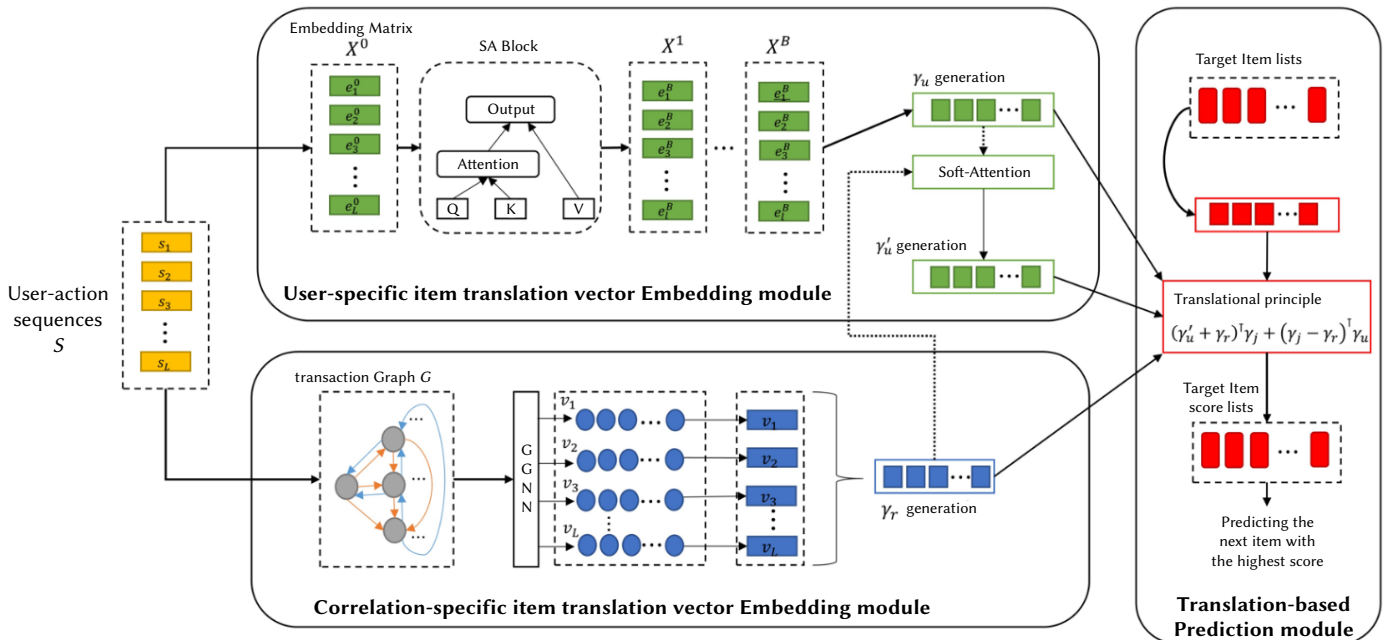 User-action
sequences
S
s_1
s_2
s_3
s_L
Embedding Matrix
X^0
e_1^0
e_2^0
e_3^0
e_L^0
SA Block
Output
Attention
Q
K
V
X^1
e_1^B
e_2^B
e_3^B
e_l^B
...
X^B
e_1^B
e_2^B
e_3^B
e_l^B
γ_u generation
Soft-Attention
γ'_u generation
User-specific item translation vector Embedding module
transaction Graph G
...
...
...
G
G
N
N
v_1
v_2
v_3
v_L
v_1
v_2
v_3
v_L
γ_r generation
Correlation-specific item translation vector Embedding module
Target Item lists
Translational principle
(γ'_u + γ_r)^⊺γ_j + (γ_j − γ_r)^⊺γ_u
Target Item
score lists
Predicting the
next item with
the highest score
Translation-based
Prediction module